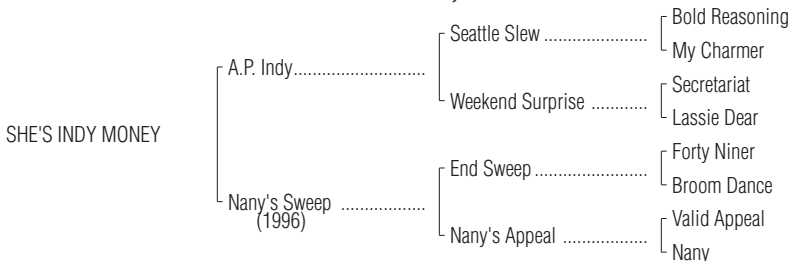 Bold Reasoning
Seattle Slew ........................
My Charmer
A.P. Indy.............................
Secretariat
Weekend Surprise .............
Lassie Dear
SHE'S INDY MONEY
Forty Niner
End Sweep ..........................
Broom Dance
Nany's Sweep ...................
(1996)
Valid Appeal
Nany's Appeal ....................
Nany